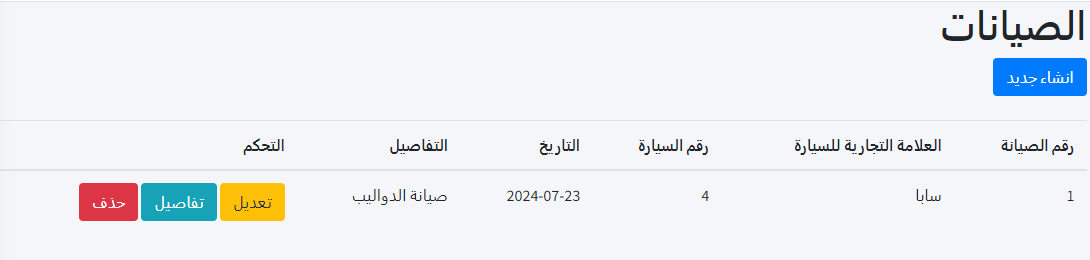 الصيانات
انشاء جديد
رقم الصيانة العلامة التجارية للسيارة رقم السيارة التاريخ التفاصيل التحكم
1 سابا 4 2024-07-23 صيانة الدواليب تعديل تفاصيل حذف